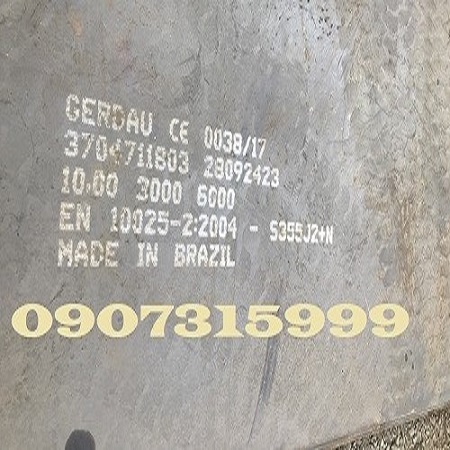 GERDAU CE 0038/17
3704711803 28092423
10.00 3000 6000
EN 10025-2:2004 - S355J2+N
MADE IN BRAZIL
0907315999